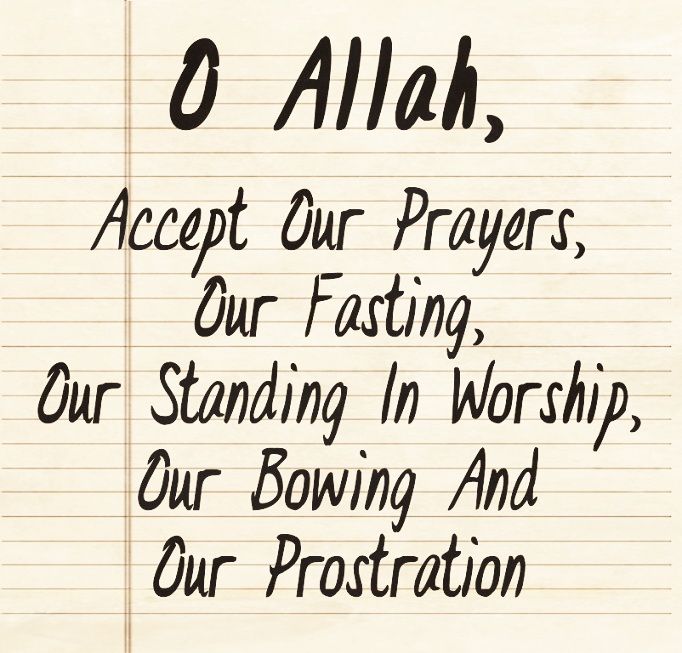 O Allah,
Accept Our Prayers,
Our Fasting,
Our Standing In Worship,
Our Bowing And
Our Prostration